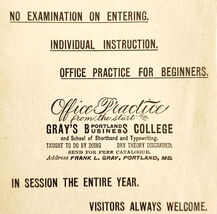 NO EXAMINATION ON ENTERING.
INDIVIDUAL INSTRUCTION.
OFFICE PRACTICE FOR BEGINNERS.
Office Practice
from the start
GRAY'S PORTLAND BUSINESS COLLEGE
and School of Shorthand and Typewriting.
TAUGHT TO DO BY DOING DRY THEORY DISCARDED.
SEND FOR FREE CATALOGUE.
Address FRANK L. GRAY, PORTLAND, ME.
IN SESSION THE ENTIRE YEAR.
VISITORS ALWAYS WELCOME.